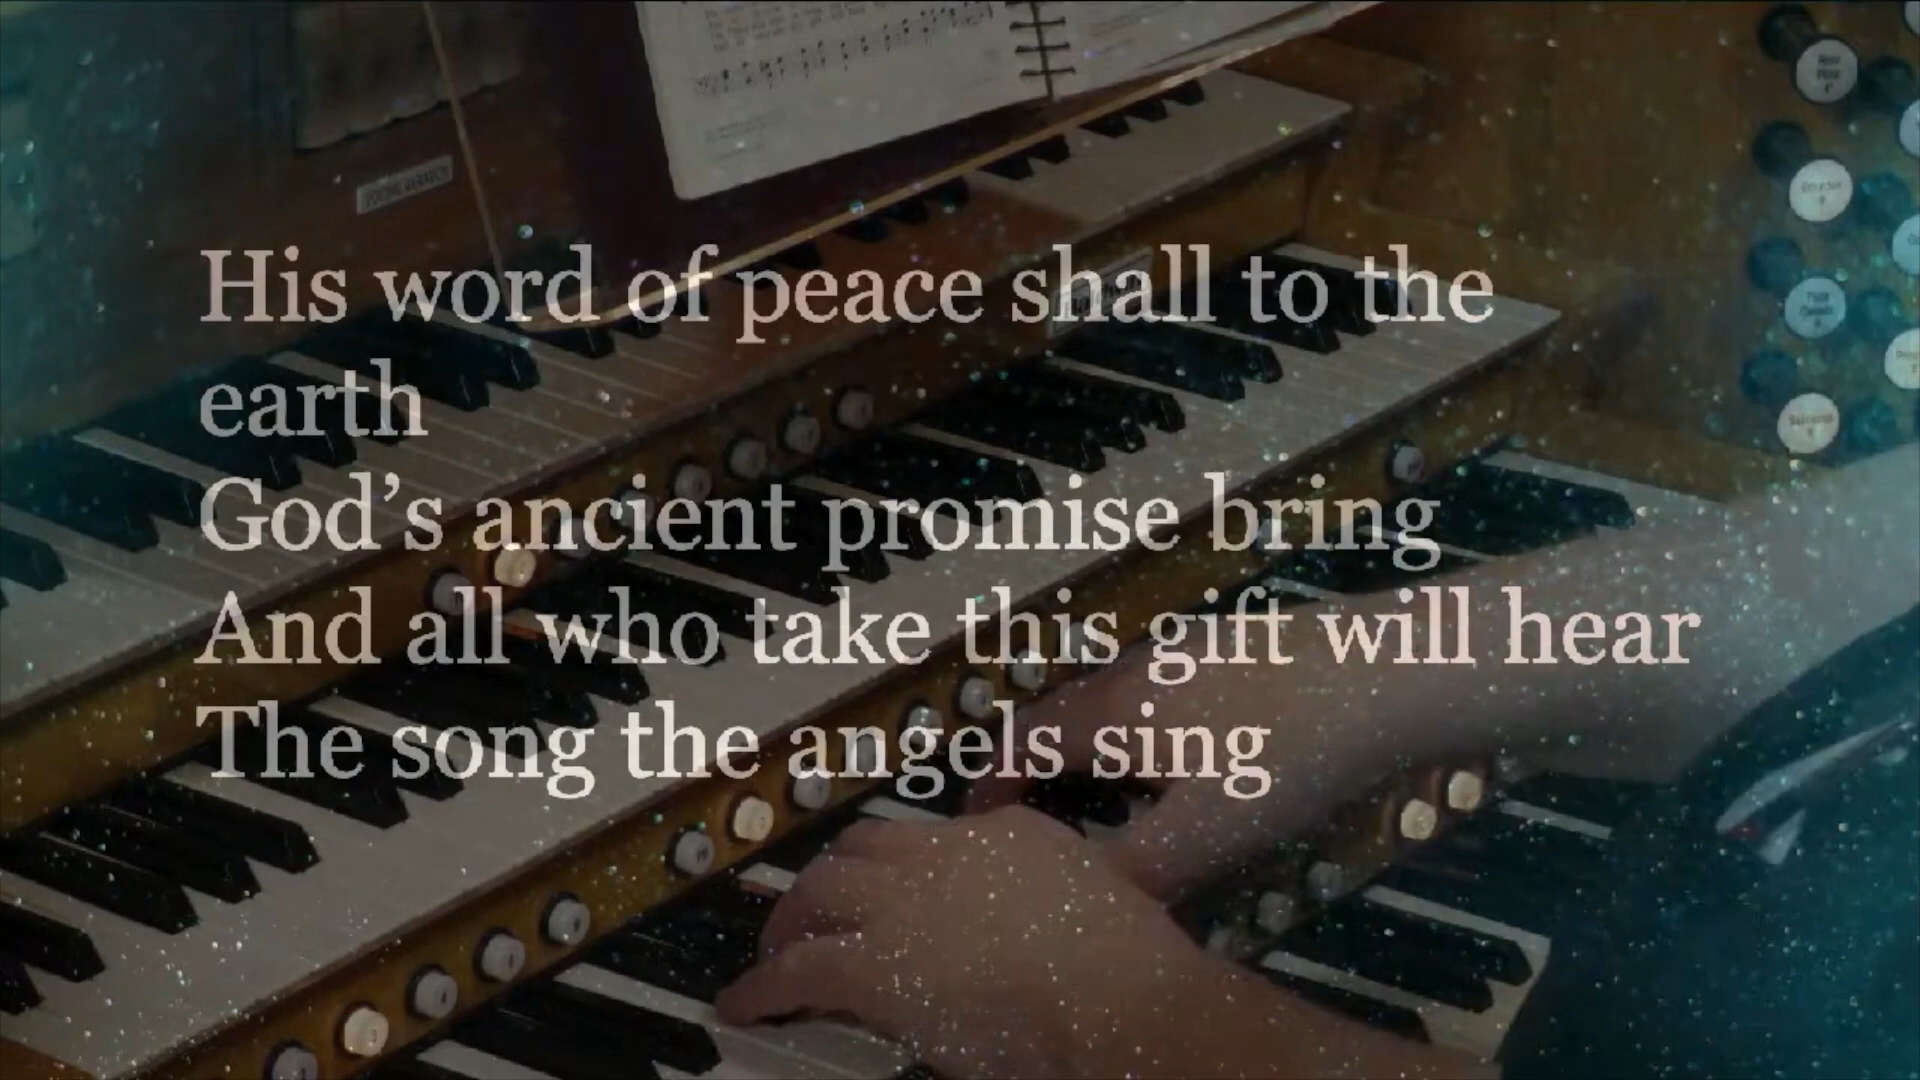 His word of peace shall to the
earth
God’s ancient promise bring
And all who take this gift will hear
The song the angels sing